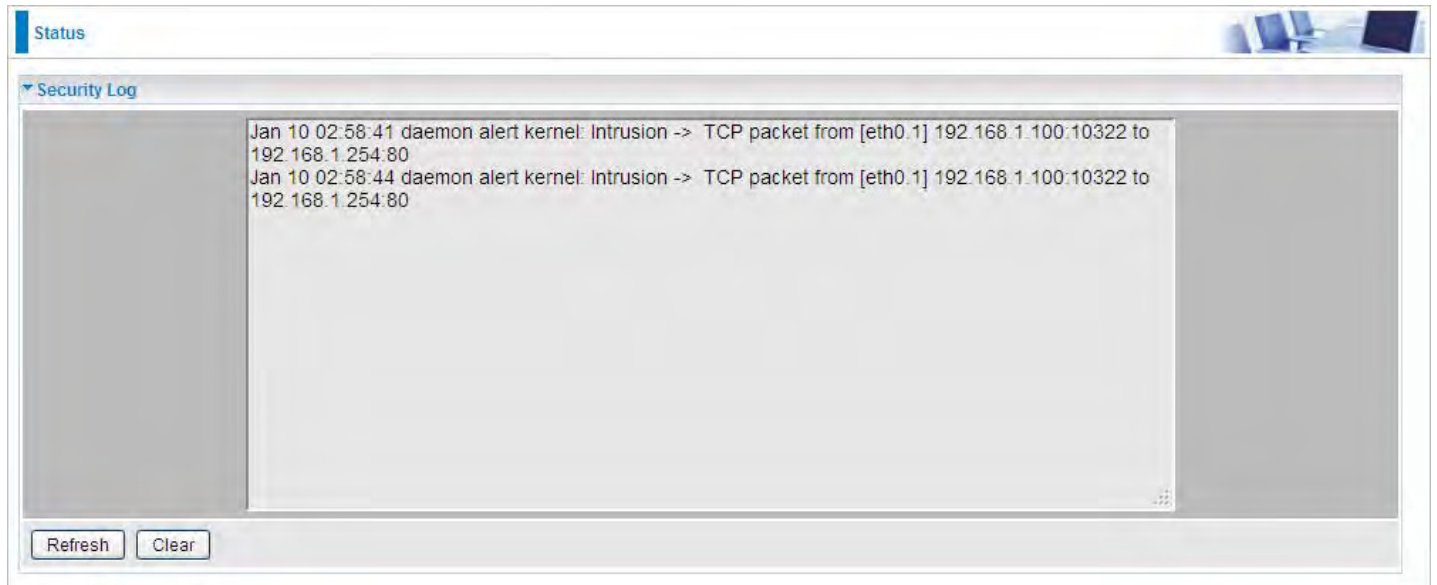 Status
Security Log
Jan 10 02:58:41 daemon alert kernel: Intrusion -> TCP packet from [eth0.1] 192.168.1.100:10322 to
192.168.1.254:80
Jan 10 02:58:44 daemon alert kernel: Intrusion -> TCP packet from [eth0.1] 192.168.1.100:10322 to
192.168.1.254:80
Refresh Clear